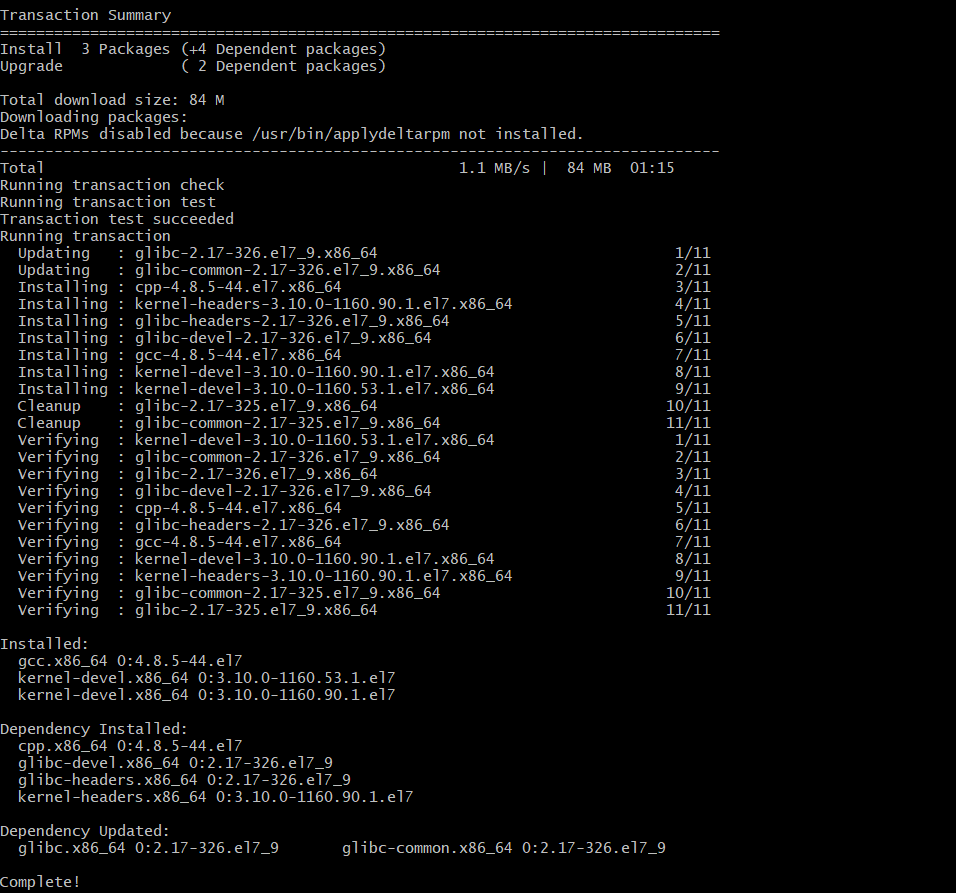 Transaction Summary
================================================================================
Install  3 Packages (+4 Dependent packages)
Upgrade             ( 2 Dependent packages)
Total download size: 84 M
Downloading packages:
Delta RPMs disabled because /usr/bin/applydeltarpm not installed.
--------------------------------------------------------------------------------
Total                                              1.1 MB/s |  84 MB  01:15
Running transaction check
Running transaction test
Transaction test succeeded
Running transaction
  Updating   : glibc-2.17-326.el7_9.x86_64                                 1/11
  Updating   : glibc-common-2.17-326.el7_9.x86_64                          2/11
  Installing : cpp-4.8.5-44.el7.x86_64                                     3/11
  Installing : kernel-headers-3.10.0-1160.90.1.el7.x86_64                  4/11
  Installing : glibc-headers-2.17-326.el7_9.x86_64                         5/11
  Installing : glibc-devel-2.17-326.el7_9.x86_64                           6/11
  Installing : gcc-4.8.5-44.el7.x86_64                                     7/11
  Installing : kernel-devel-3.10.0-1160.90.1.el7.x86_64                    8/11
  Installing : kernel-devel-3.10.0-1160.53.1.el7.x86_64                    9/11
  Cleanup    : glibc-2.17-325.el7_9.x86_64                                10/11
  Cleanup    : glibc-common-2.17-325.el7_9.x86_64                         11/11
  Verifying  : kernel-devel-3.10.0-1160.53.1.el7.x86_64                    1/11
  Verifying  : glibc-common-2.17-326.el7_9.x86_64                          2/11
  Verifying  : glibc-2.17-326.el7_9.x86_64                                 3/11
  Verifying  : glibc-devel-2.17-326.el7_9.x86_64                           4/11
  Verifying  : cpp-4.8.5-44.el7.x86_64                                     5/11
  Verifying  : glibc-headers-2.17-326.el7_9.x86_64                         6/11
  Verifying  : gcc-4.8.5-44.el7.x86_64                                     7/11
  Verifying  : kernel-devel-3.10.0-1160.90.1.el7.x86_64                    8/11
  Verifying  : kernel-headers-3.10.0-1160.90.1.el7.x86_64                  9/11
  Verifying  : glibc-common-2.17-325.el7_9.x86_64                         10/11
  Verifying  : glibc-2.17-325.el7_9.x86_64                                11/11
Installed:
  gcc.x86_64 0:4.8.5-44.el7
  kernel-devel.x86_64 0:3.10.0-1160.53.1.el7
  kernel-devel.x86_64 0:3.10.0-1160.90.1.el7
Dependency Installed:
  cpp.x86_64 0:4.8.5-44.el7
  glibc-devel.x86_64 0:2.17-326.el7_9
  glibc-headers.x86_64 0:2.17-326.el7_9
  kernel-headers.x86_64 0:3.10.0-1160.90.1.el7
Dependency Updated:
  glibc.x86_64 0:2.17-326.el7_9       glibc-common.x86_64 0:2.17-326.el7_9
Complete!